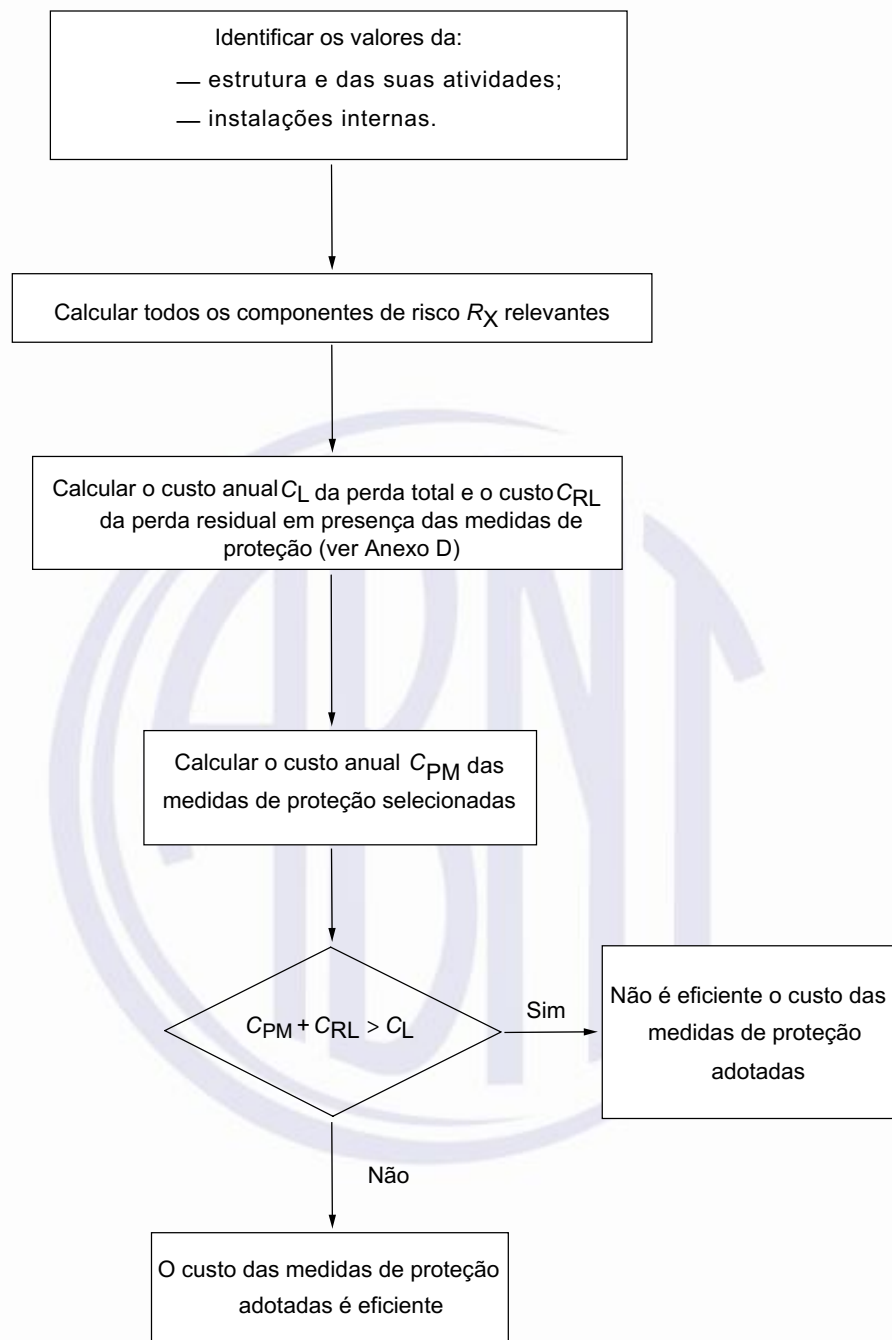 Identificar os valores da:
— estrutura e das suas atividades;
— instalações internas.
Calcular todos os componentes de risco RX relevantes
Calcular o custo anual CL da perda total e o custo CRL
da perda residual em presença das medidas de
proteção (ver Anexo D)
Calcular o custo anual CPM das
medidas de proteção selecionadas
CPM + CRL > CL
Sim
Não é eficiente o custo das
medidas de proteção
adotadas
Não
O custo das medidas de proteção
adotadas é eficiente
ABNT